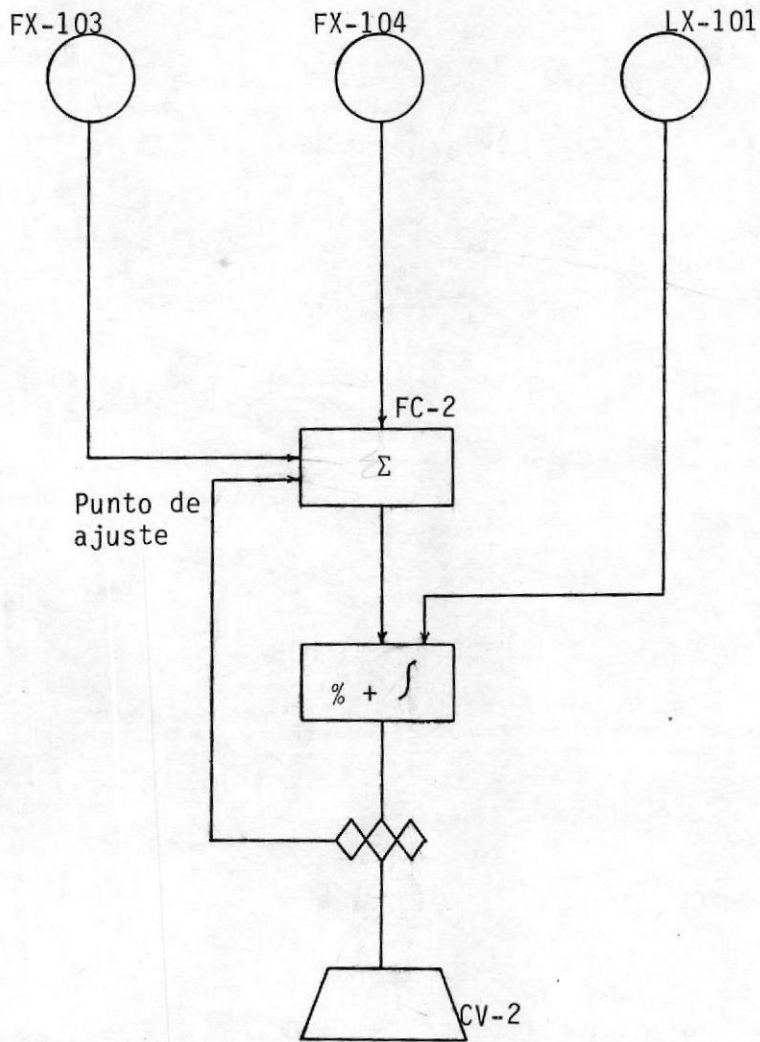 FX-103
FX-104
LX-101
FC-2
Σ
Punto de
ajuste
% + ∫
CV-2